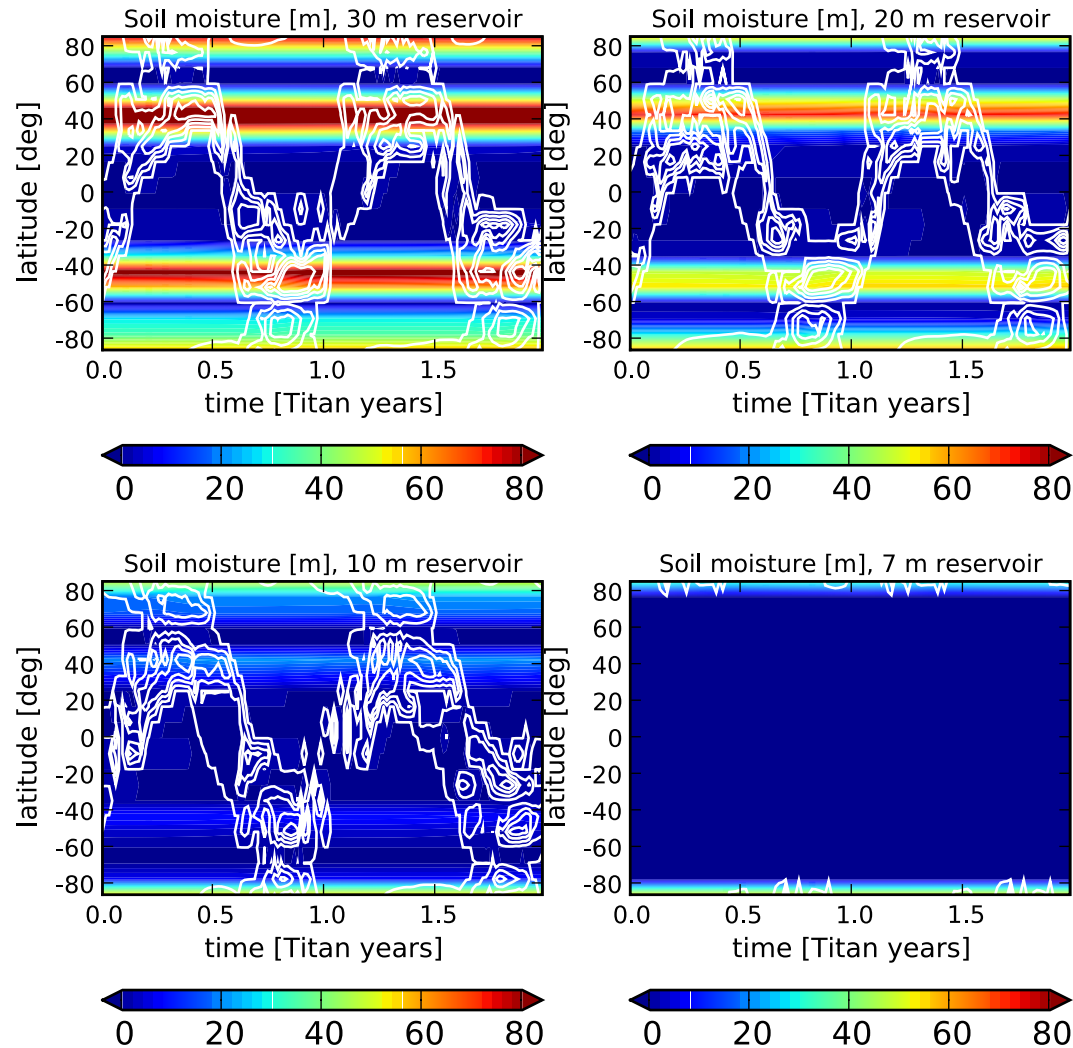 Soil moisture [m], 30 m reservoir
80
60
40
20
0
-20
-40
-60
-80
latitude [deg]
0.0 0.5 1.0 1.5
time [Titan years]
0 20 40 60 80
Soil moisture [m], 20 m reservoir
80
60
40
20
0
-20
-40
-60
-80
latitude [deg]
0.0 0.5 1.0 1.5
time [Titan years]
0 20 40 60 80
Soil moisture [m], 10 m reservoir
80
60
40
20
0
-20
-40
-60
-80
latitude [deg]
0.0 0.5 1.0 1.5
time [Titan years]
0 20 40 60 80
Soil moisture [m], 7 m reservoir
80
60
40
20
0
-20
-40
-60
-80
latitude [deg]
0.0 0.5 1.0 1.5
time [Titan years]
0 20 40 60 80